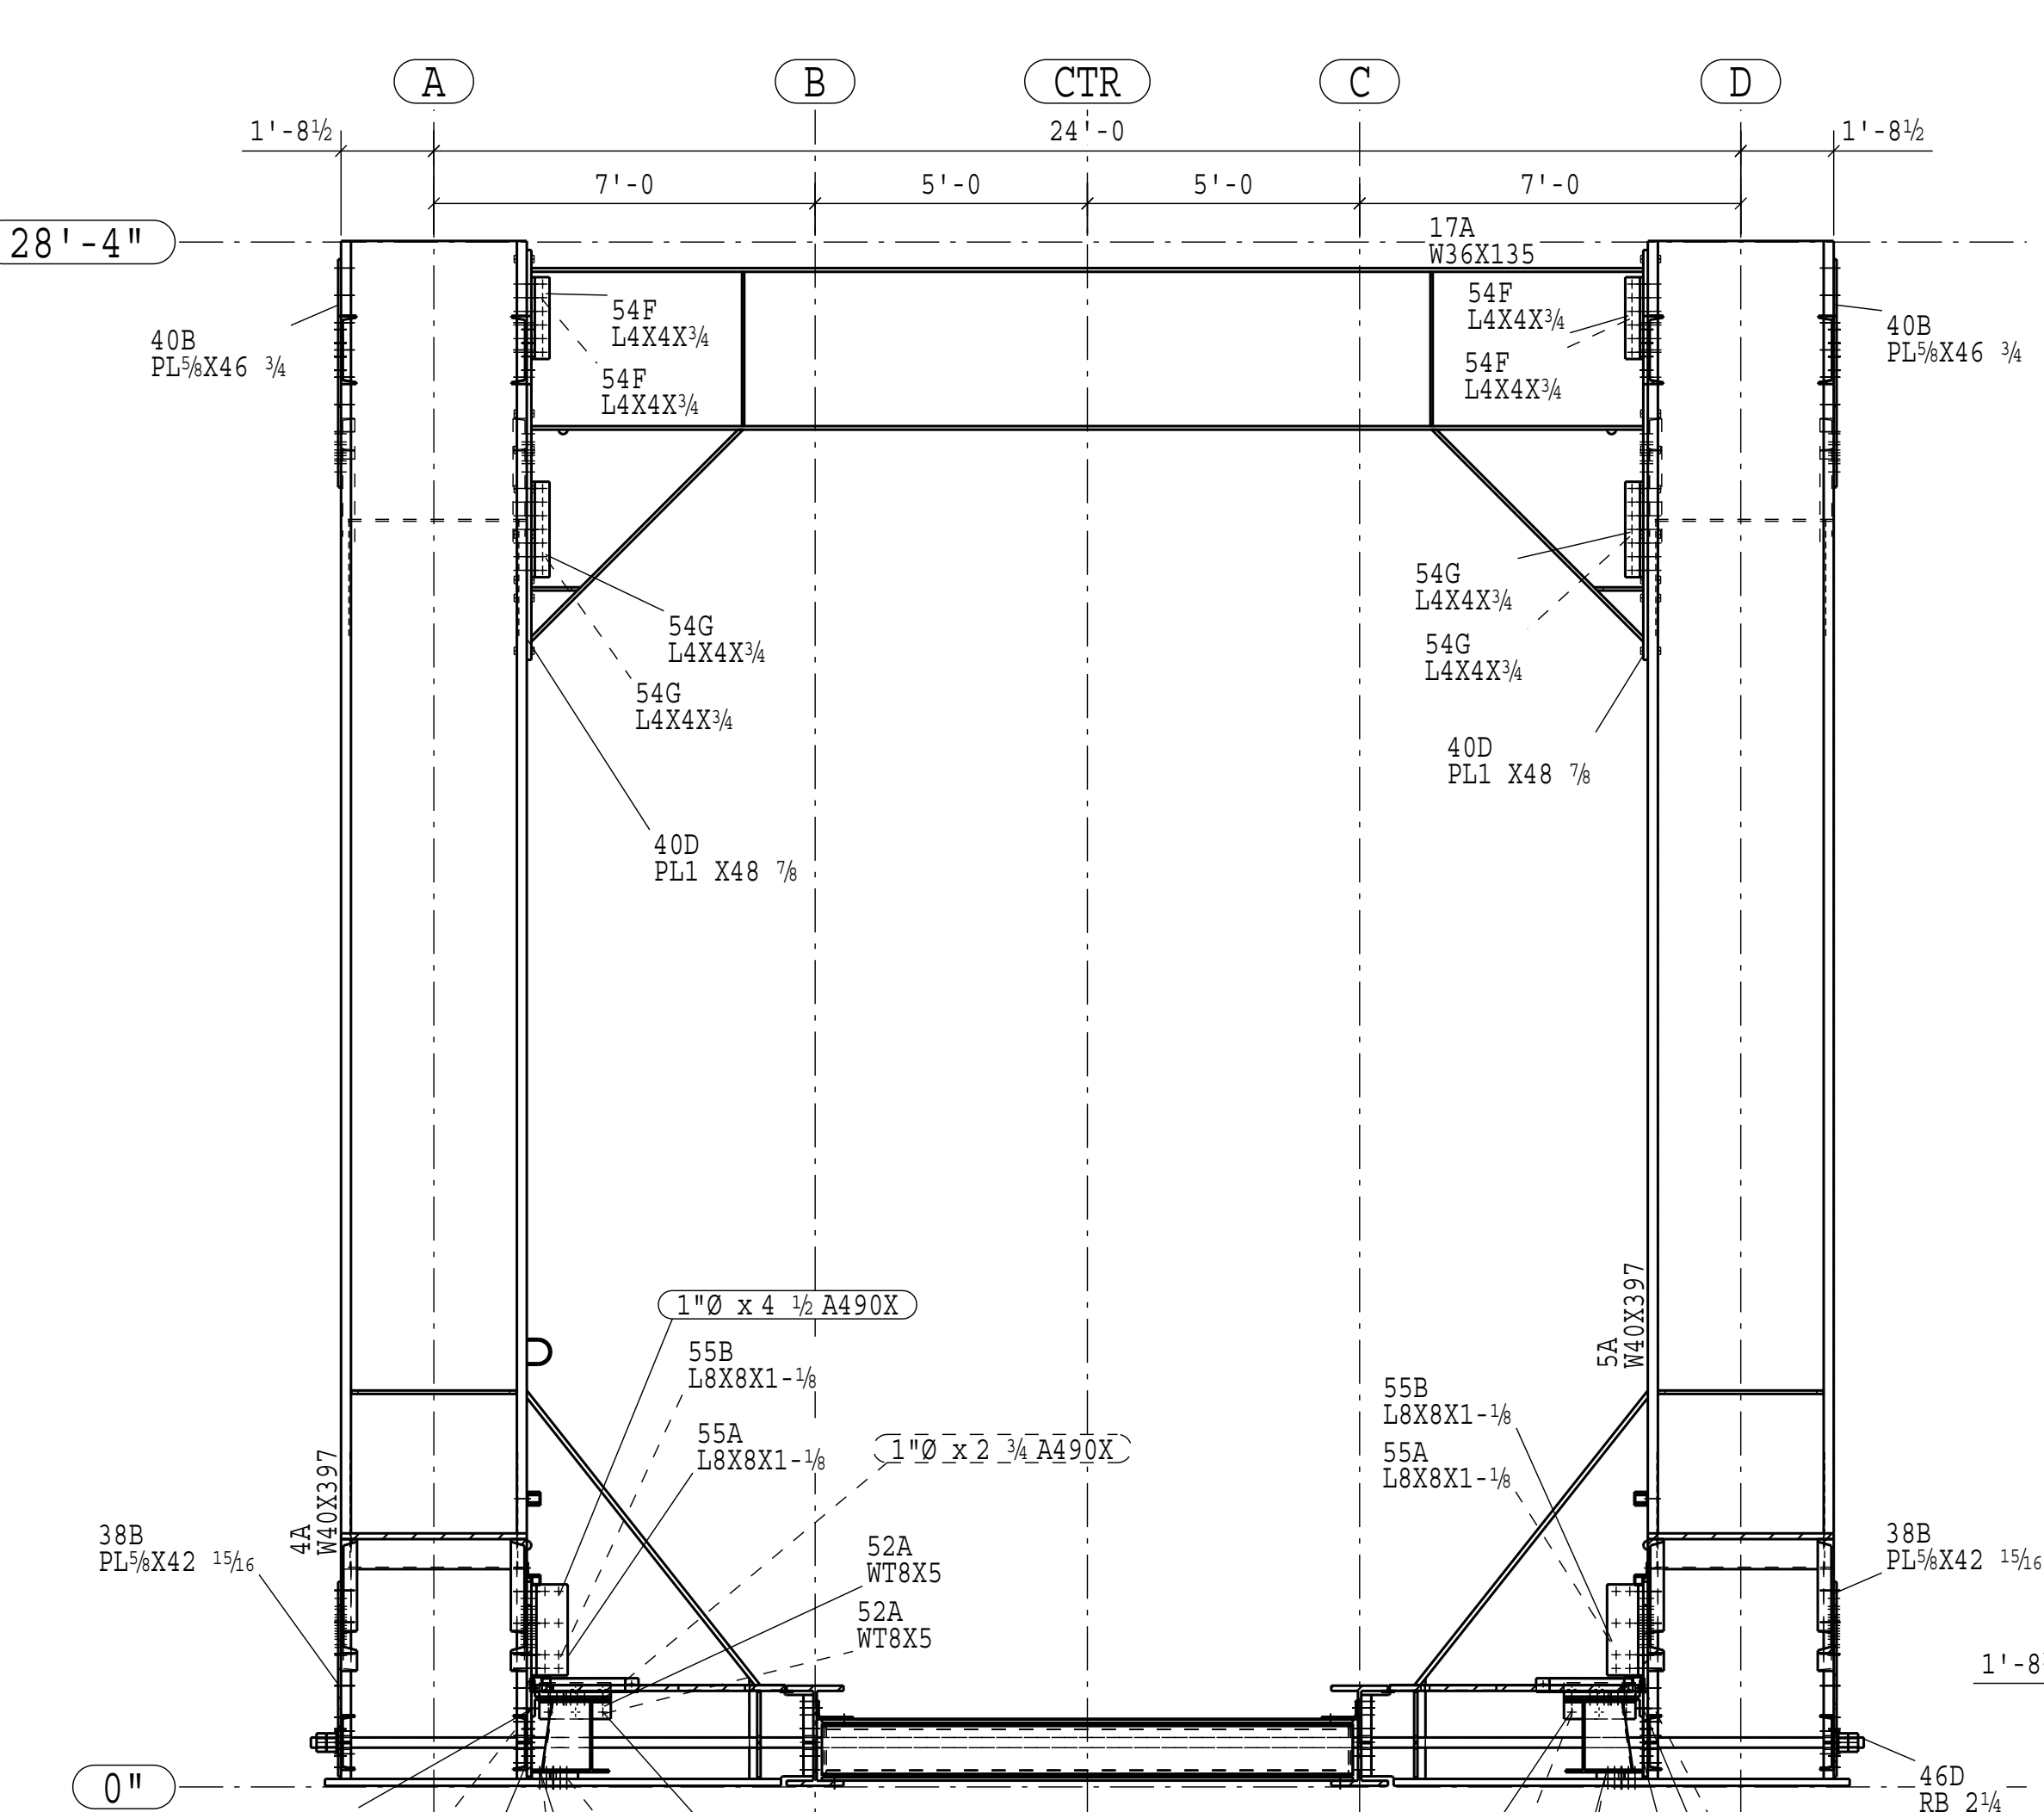 A
B
CTR
C
D
1'-8½
24'-0
1'-8½
7'-0
5'-0
5'-0
7'-0
28'-4"
17A
W36X135
40B
PL⅝X46 ¾
54F
L4X4X¾
54F
L4X4X¾
54F
L4X4X¾
54F
L4X4X¾
40B
PL⅝X46 ¾
54G
L4X4X¾
54G
L4X4X¾
54G
L4X4X¾
54G
L4X4X¾
40D
PL1 X48 ⅞
40D
PL1 X48 ⅞
1"Ø x 4 ½ A490X
55B
L8X8X1-⅛
55A
L8X8X1-⅛
1"Ø x 2 ¾ A490X
5A
W40X397
55B
L8X8X1-⅛
55A
L8X8X1-⅛
4A
W40X397
38B
PL⅝X42 15/16
52A
WT8X5
52A
WT8X5
38B
PL⅝X42 15/16
1'-8
0"
46D
RB 2¼